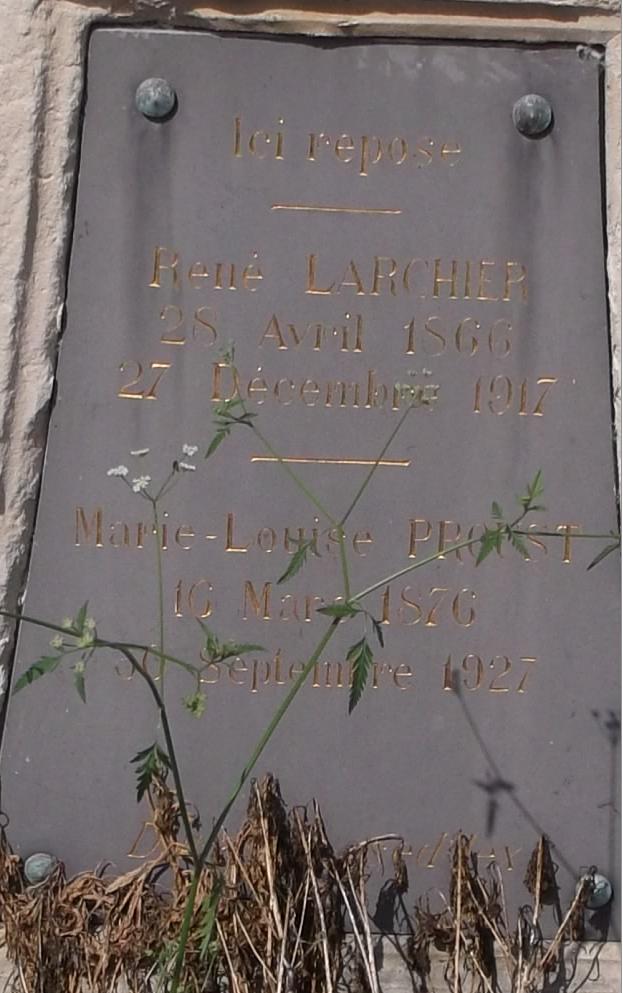 Ici repose
René LARCHIER
28 Avril 1866
27 Décembre 1917
Marie-Louise PROUST
16 Mars 1876
30 Septembre 1927